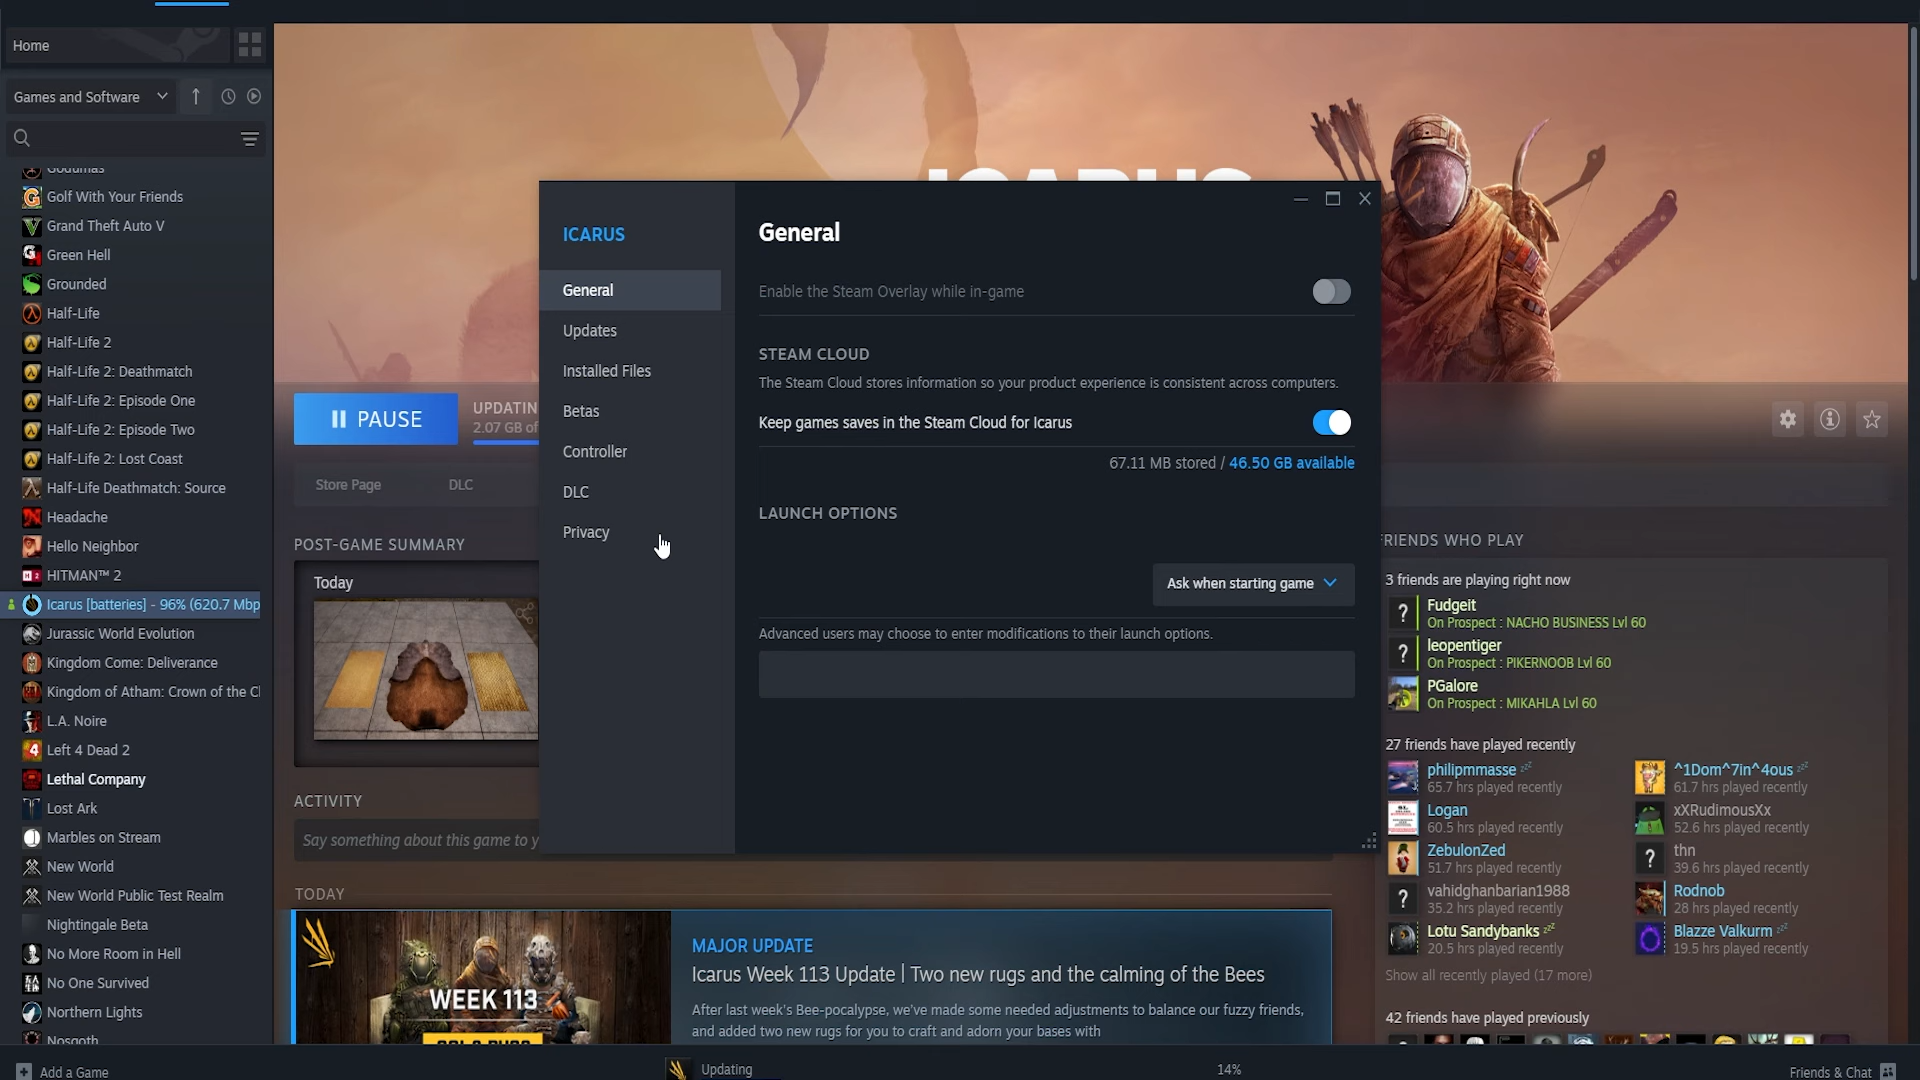 Home
Games and Software
Godumas
Golf With Your Friends
Grand Theft Auto V
Green Hell
Grounded
Half-Life
Half-Life 2
Half-Life 2: Deathmatch
Half-Life 2: Episode One
Half-Life 2: Episode Two
Half-Life 2: Lost Coast
Half-Life Deathmatch: Source
Headache
Hello Neighbor
HITMAN™ 2
Icarus [batteries] - 96% (620.7 Mbp
Jurassic World Evolution
Kingdom Come: Deliverance
Kingdom of Atham: Crown of the Cl
L.A. Noire
Left 4 Dead 2
Lethal Company
Lost Ark
Marbles on Stream
New World
New World Public Test Realm
Nightingale Beta
No More Room in Hell
No One Survived
Northern Lights
Nosgoth
Add a Game
ICARUS
PAUSE
UPDATIN
2.07 GB of
Store Page
DLC
POST-GAME SUMMARY
Today
ACTIVITY
Say something about this game to y
TODAY
WEEK 113
MAJOR UPDATE
Icarus Week 113 Update | Two new rugs and the calming of the Bees
After last week's Bee-pocalypse, we've made some needed adjustments to balance our fuzzy friends,
and added two new rugs for you to craft and adorn your bases with
ICARUS
General
Updates
Installed Files
Betas
Controller
DLC
Privacy
General
Enable the Steam Overlay while in-game
STEAM CLOUD
The Steam Cloud stores information so your product experience is consistent across computers.
Keep games saves in the Steam Cloud for Icarus
67.11 MB stored / 46.50 GB available
LAUNCH OPTIONS
Ask when starting game
Advanced users may choose to enter modifications to their launch options.
FRIENDS WHO PLAY
3 friends are playing right now
Fudgeit
On Prospect : NACHO BUSINESS Lvl 60
leopentiger
On Prospect : PIKERNOOB Lvl 60
PGalore
On Prospect : MIKAHLA Lvl 60
27 friends have played recently
philipmmasse
65.7 hrs played recently
^1Dom^7in^4ous
61.7 hrs played recently
Logan
60.5 hrs played recently
xXRudimousXx
52.6 hrs played recently
ZebulonZed
51.7 hrs played recently
thn
39.6 hrs played recently
vahidghanbarian1988
35.2 hrs played recently
Rodnob
28 hrs played recently
Lotu Sandybanks
20.5 hrs played recently
Blazze Valkurm
19.5 hrs played recently
Show all recently played (17 more)
42 friends have played previously
Updating
14%
Friends & Chat